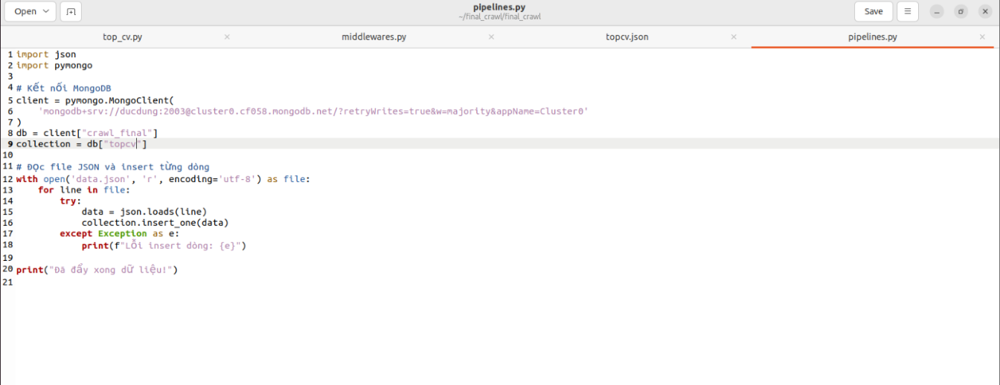 Open
pipelines.py
~/final_crawl/final_crawl
Save
top_cv.py
middlewares.py
topcv.json
pipelines.py
1 import json
2 import pymongo
3
4 # Kết nối MongoDB
5 client = pymongo.MongoClient(
6     'mongodb+srv://ducdung:2003@cluster0.cf058.mongodb.net/?retryWrites=true&w=majority&appName=Cluster0'
7 )
8 db = client["crawl_final"]
9 collection = db["topcv"]
10
11 # Đọc file JSON và insert từng dòng
12 with open('data.json', 'r', encoding='utf-8') as file:
13     for line in file:
14         try:
15             data = json.loads(line)
16             collection.insert_one(data)
17         except Exception as e:
18             print(f"Lỗi insert dòng: {e}")
19
20 print("Đã đẩy xong dữ liệu!")
21